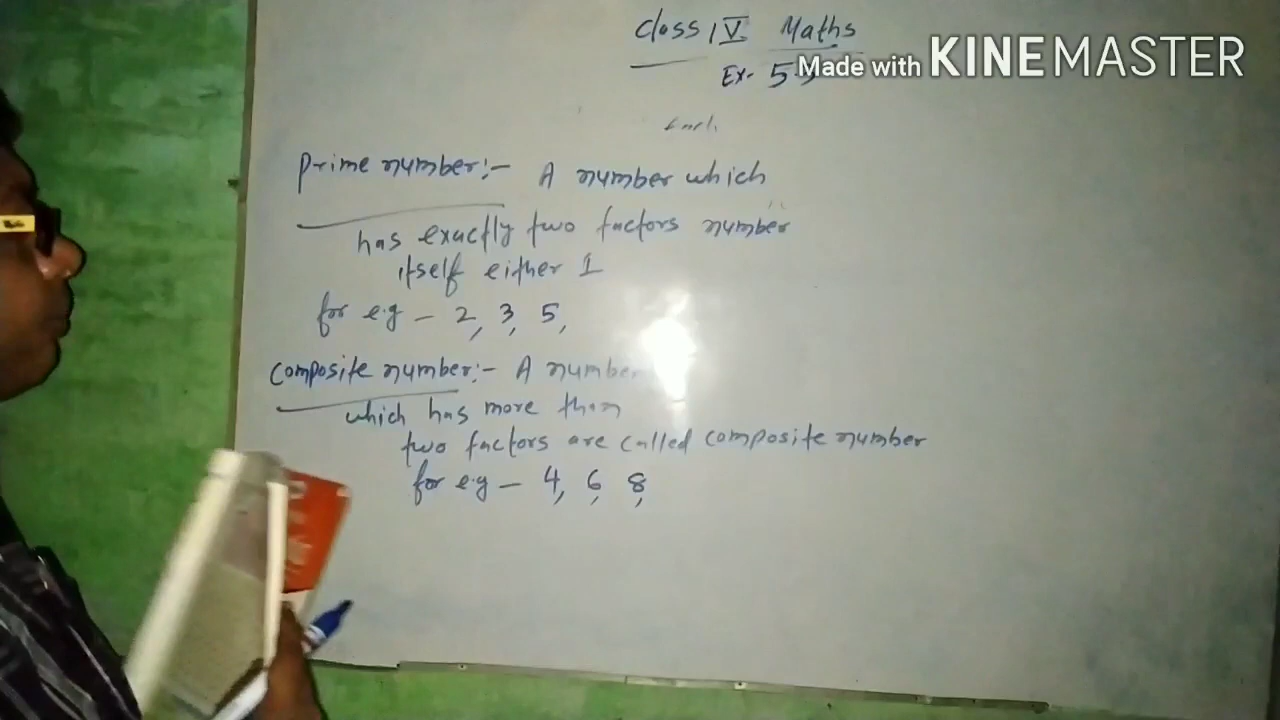 Class IV Maths
Made with KINEMASTER
Ex. 5
Prime number:- A number which
has exactly two factors number
itself either 1
for e.g - 2, 3, 5,
Composite number:- A number
which has more than
two factors are called composite number
for e.g - 4, 6, 8,